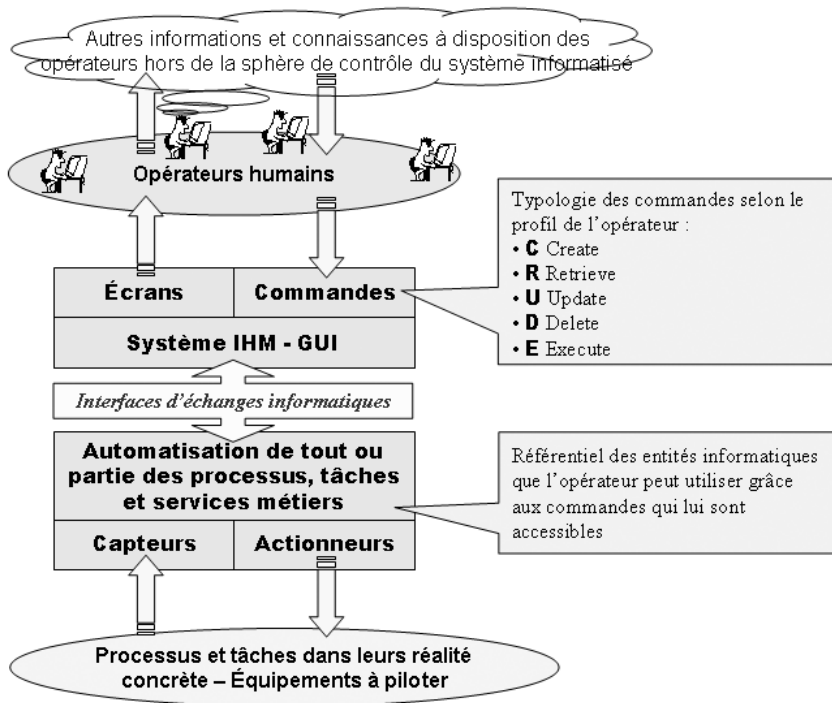 Autres informations et connaissances à disposition des
opérateurs hors de la sphère de contrôle du système informatisé
Opérateurs humains
Typologie des commandes selon le
profil de l'opérateur :
• C Create
• R Retrieve
• U Update
• D Delete
• E Execute
Écrans
Commandes
Système IHM - GUI
Interfaces d'échanges informatiques
Automatisation de tout ou
partie des processus, tâches
et services métiers
Référentiel des entités informatiques
que l'opérateur peut utiliser grâce
aux commandes qui lui sont
accessibles
Capteurs
Actionneurs
Processus et tâches dans leurs réalité
concrète – Équipements à piloter